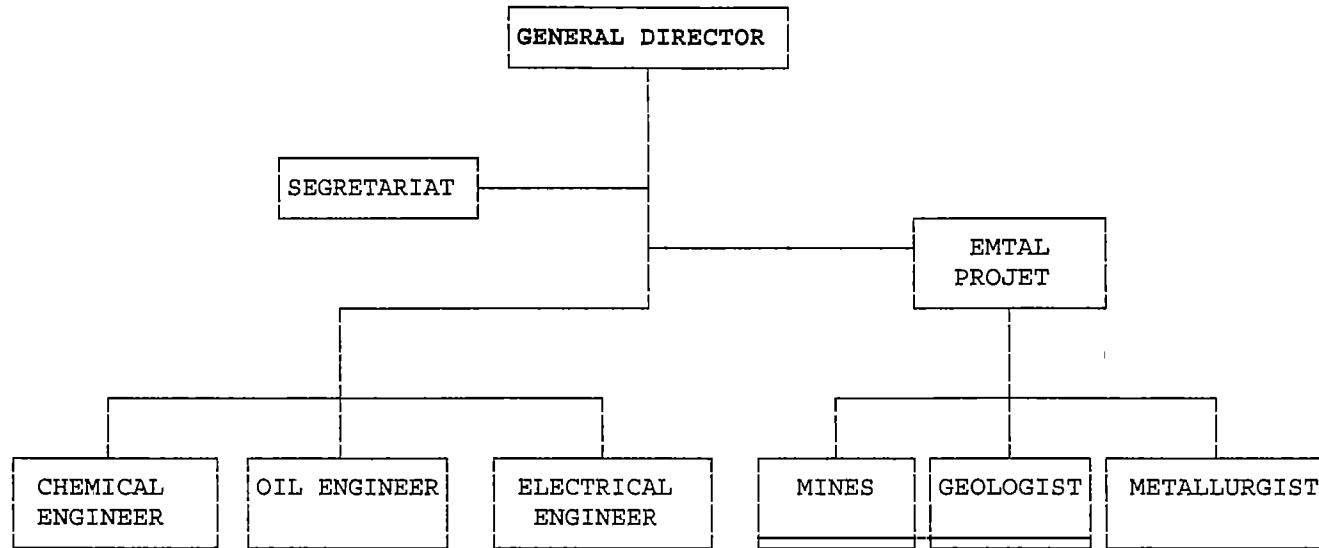 GENERAL DIRECTOR
SEGRETARIAT
EMTAL
PROJET
CHEMICAL
ENGINEER
OIL ENGINEER
ELECTRICAL
ENGINEER
MINES
GEOLOGIST
METALLURGIST